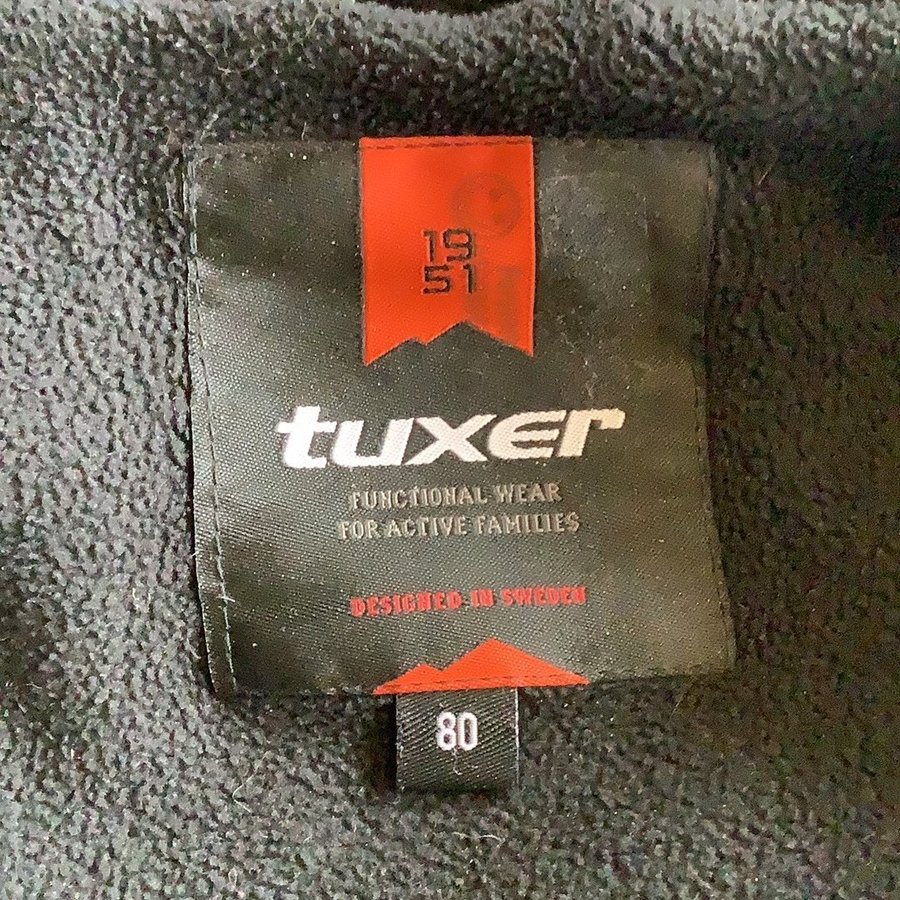 19
51
tuxer
FUNCTIONAL WEAR
FOR ACTIVE FAMILIES
DESIGNED IN SWEDEN
80